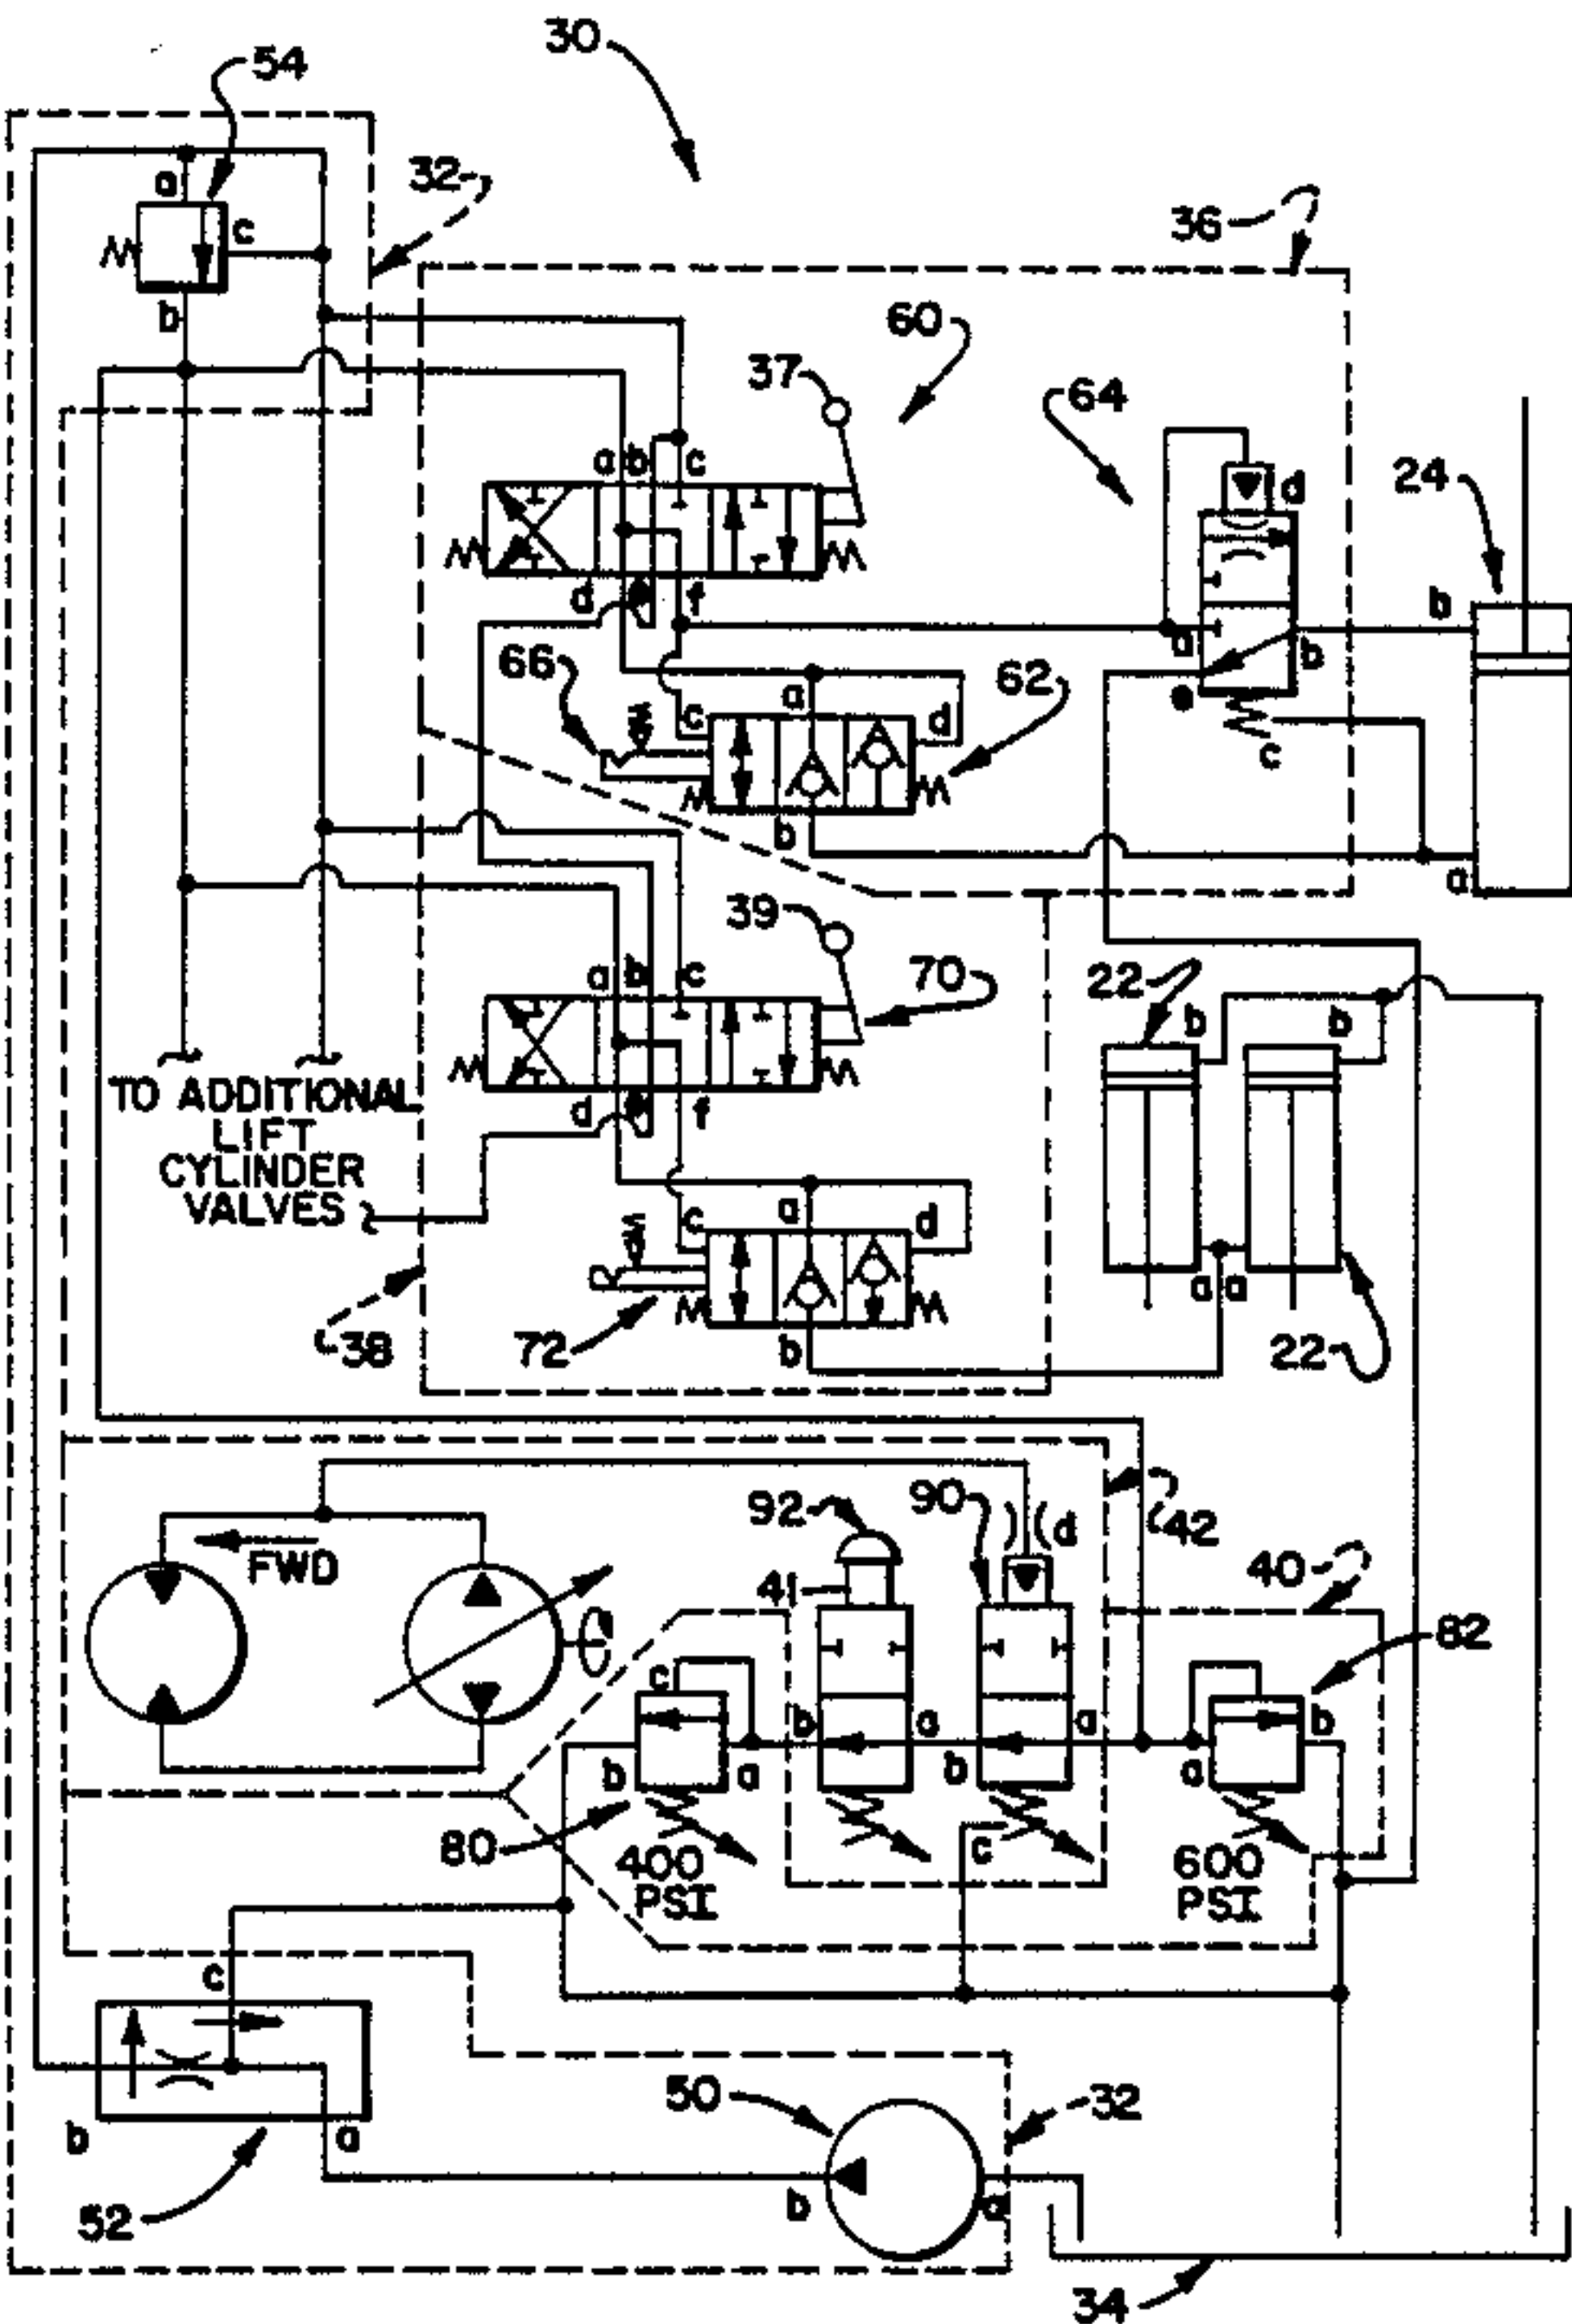 30
54
32
36
a
c
b
60
37
64
24
a b c
d
b
d f
a b
66
a
62
c d
c
b
a
39
a b c
70
22
b b
TO ADDITIONAL
LIFT
CYLINDER
VALVES
d f
a
c d
a a
38
72
b
22
92
90
d
42
FWD
41
40
82
c
b a
a
b
b
a
b
a
80
400
PSI
c
600
PSI
c
50
32
b a
b a
52
34